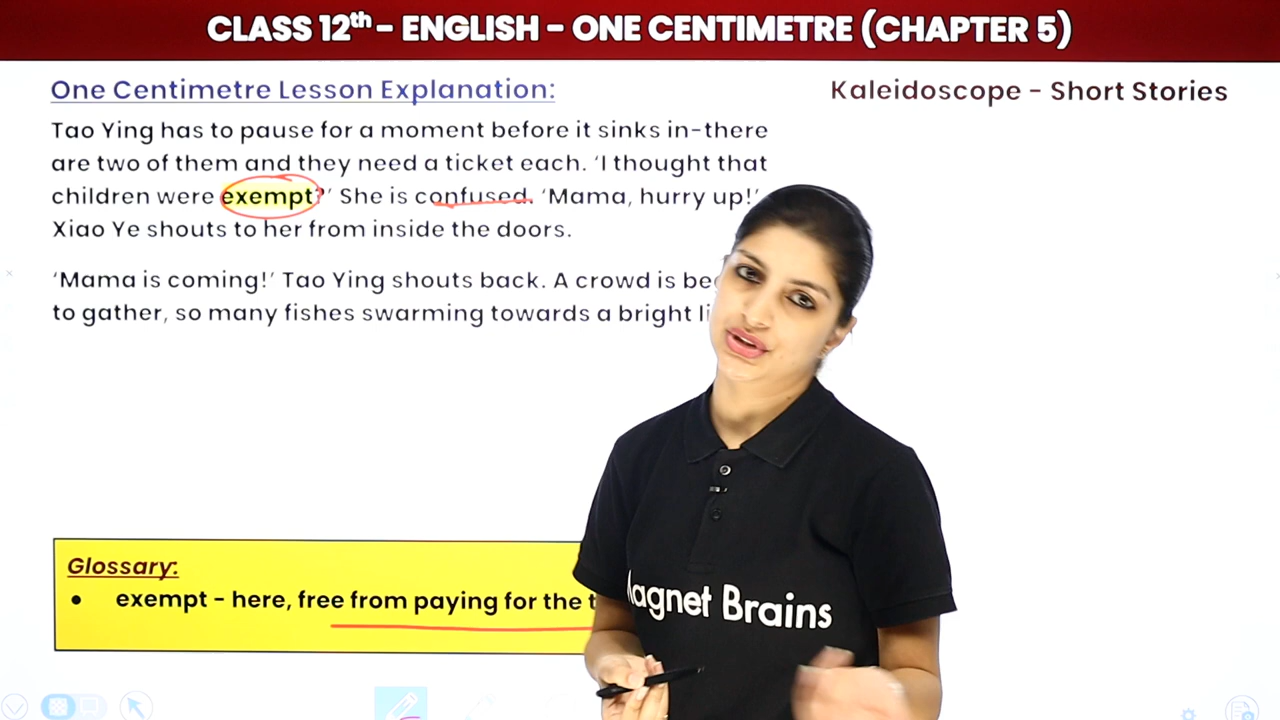 CLASS 12th - ENGLISH - ONE CENTIMETRE (CHAPTER 5)
One Centimetre Lesson Explanation:
Kaleidoscope - Short Stories
Tao Ying has to pause for a moment before it sinks in-there
are two of them and they need a ticket each. ‘I thought that
children were exempt?’ She is confused. ‘Mama, hurry up!’
Xiao Ye shouts to her from inside the doors.
‘Mama is coming!’ Tao Ying shouts back. A crowd is
to gather, so many fishes swarming towards a bright
Glossary:
• exempt - here, free from paying for the
Magnet Brains